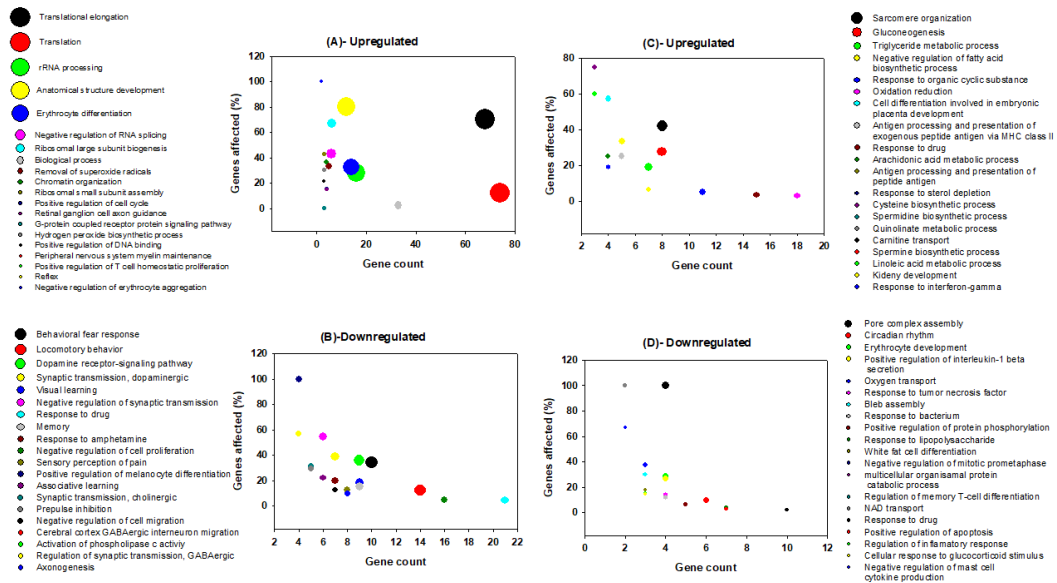 Translational elongation
Translation
rRNA processing
Anatomical structure development
Erythrocyte differentiation
Negative regulation of RNA splicing
Ribosomal large subunit biogenesis
Biological process
Removal of superoxide radicals
Chromatin organization
Ribosomal small subunit assembly
Positive regulation of cell cycle
Retinal ganglion cell axon guidance
G-protein coupled receptor protein signaling pathway
Hydrogen peroxide biosynthetic process
Positive regulation of DNA binding
Peripheral nervous system myelin maintenance
Positive regulation of T cell homeostatic proliferation
Reflex
Negative regulation of erythrocyte aggregation
(A)- Upregulated
Genes affected (%)
120
100
80
60
40
20
0
0 20 40 60 80
Gene count
(C)- Upregulated
Genes affected (%)
80
60
40
20
0
2 4 6 8 10 12 14 16 18 20
Gene count
Sarcomere organization
Gluconeogenesis
Triglyceride metabolic process
Negative regulation of fatty acid
biosynthetic process
Response to organic cyclic substance
Oxidation reduction
Cell differentiation involved in embryonic
placenta development
Antigen processing and presentation of
exogenous peptide antigen via MHC class II
Response to drug
Arachidonic acid metabolic process
Antigen processing and presentation of
peptide antigen
Response to sterol depletion
Cysteine biosynthetic process
Spermidine biosynthetic process
Quinolinate metabolic process
Carnitine transport
Spermine biosynthetic process
Linoleic acid metabolic process
Kideny development
Response to interferon-gamma
Behavioral fear response
Locomotory behavior
Dopamine receptor-signaling pathway
Synaptic transmission, dopaminergic
Visual learning
Negative regulation of synaptic transmission
Response to drug
Memory
Response to amphetamine
Negative regulation of cell proliferation
Sensory perception of pain
Positive regulation of melanocyte differentiation
Associative learning
Synaptic transmission, cholinergic
Prepulse inhibition
Negative regulation of cell migration
Cerebral cortex GABAergic interneuron migration
Activation of phospholipase c activiy
Regulation of synaptic transmission, GABAergic
Axonogenesis
(B)-Downregulated
Genes affected (%)
120
100
80
60
40
20
0
2 4 6 8 10 12 14 16 18 20 22
Gene count
(D)- Downregulated
Genes affected (%)
120
100
80
60
40
20
0
0 2 4 6 8 10 12
Gene count
Pore complex assembly
Circadian rhythm
Erythrocyte development
Positive regulation of interleukin-1 beta
secretion
Oxygen transport
Response to tumor necrosis factor
Bleb assembly
Response to bacterium
Positive regulation of protein phosphorylation
Response to lipopolysaccharide
White fat cell differentiation
Negative regulation of mitotic prometaphase
multicellular organismal protein
catabolic process
Regulation of memory T-cell differentiation
NAD transport
Response to drug
Positive regulation of apoptosis
Regulation of inflammatory response
Cellular response to glucocorticoid stimulus
Negative regulation of mast cell
cytokine production